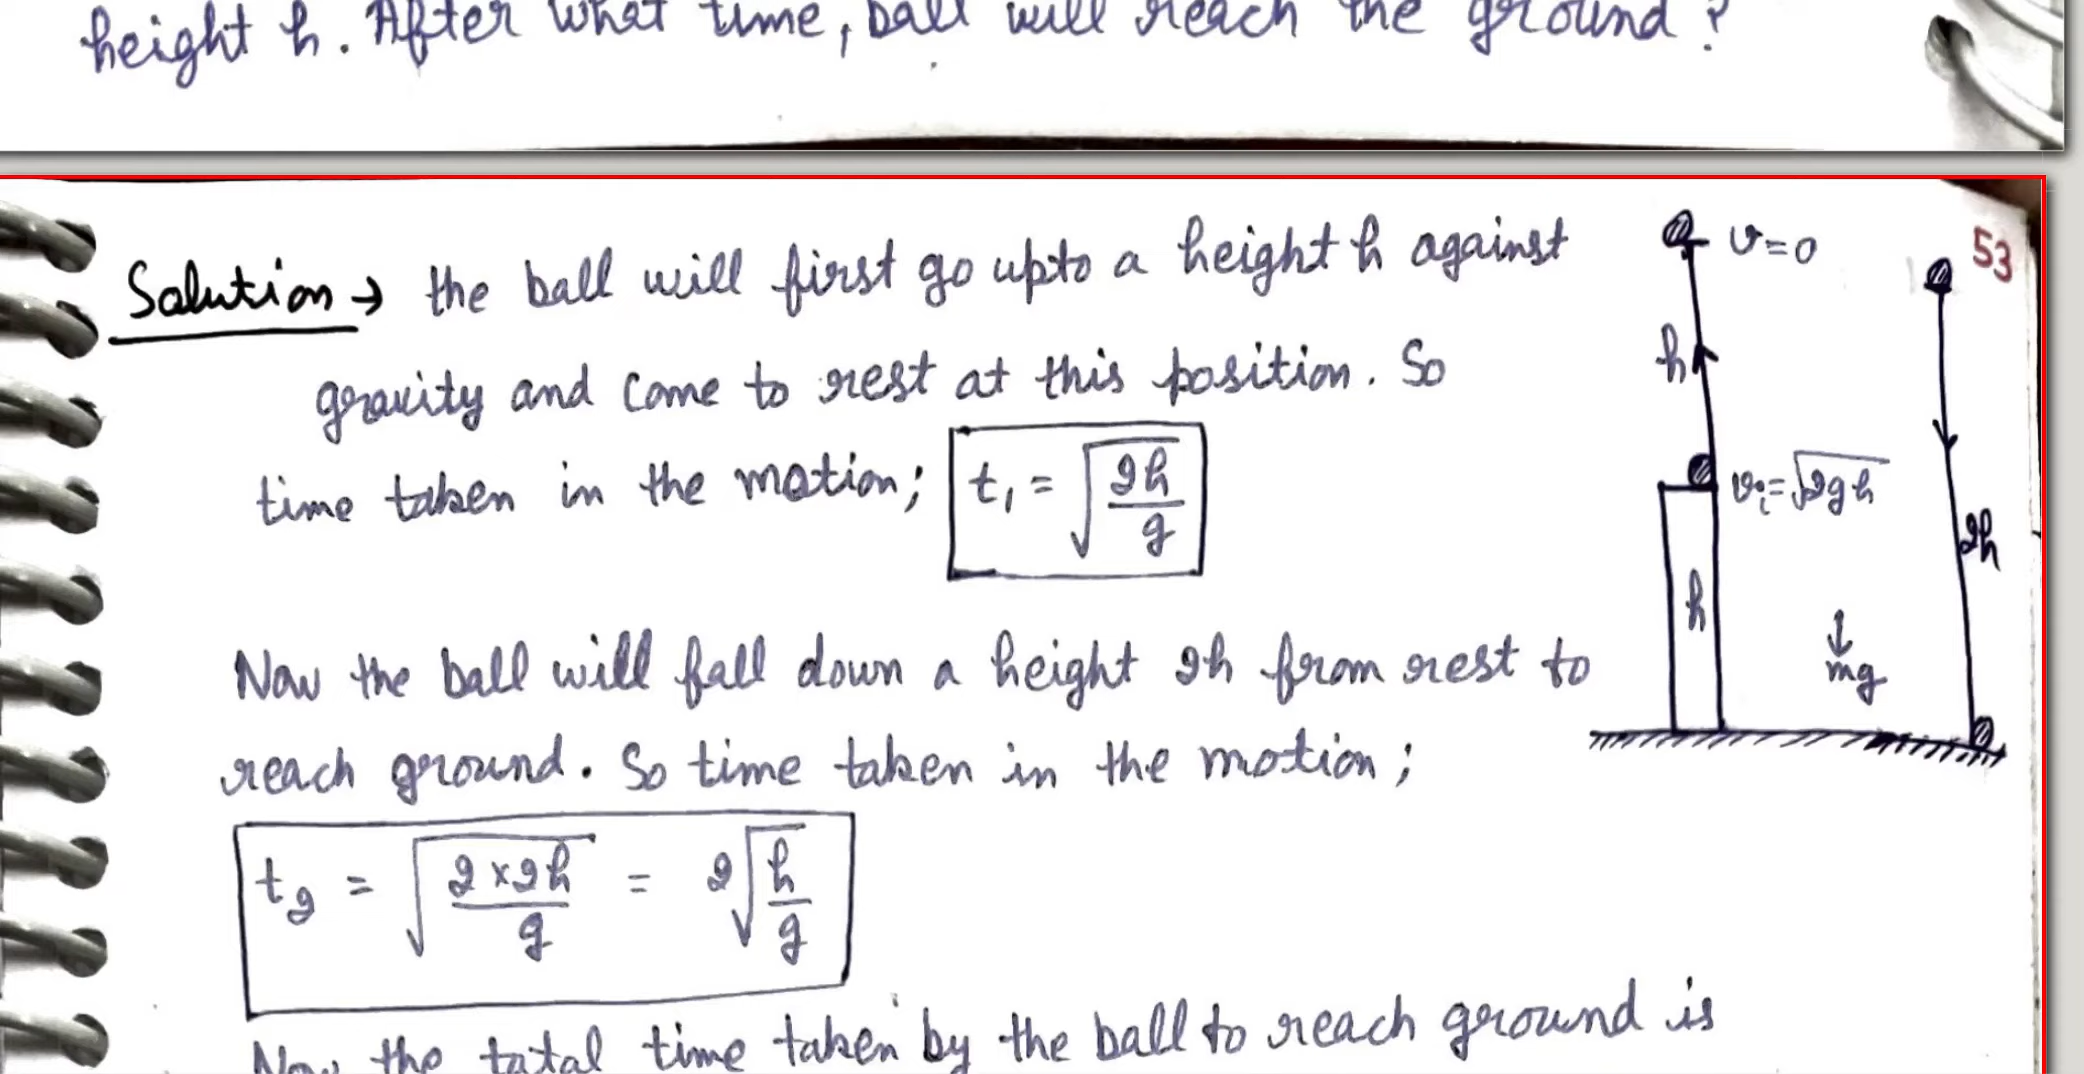 height h. After what time, ball will reach the ground?
53
Solution → the ball will first go upto a height h against
gravity and come to rest at this position. So
time taken in the motion; t₁ = √(2h/g)
v=0
h
vᵢ=√2gh
h
2h
↓
mg
Now the ball will fall down a height 2h from rest to
reach ground. So time taken in the motion;
t₂ = √(2×2h/g) = 2√(h/g)
Now the total time taken by the ball to reach ground is